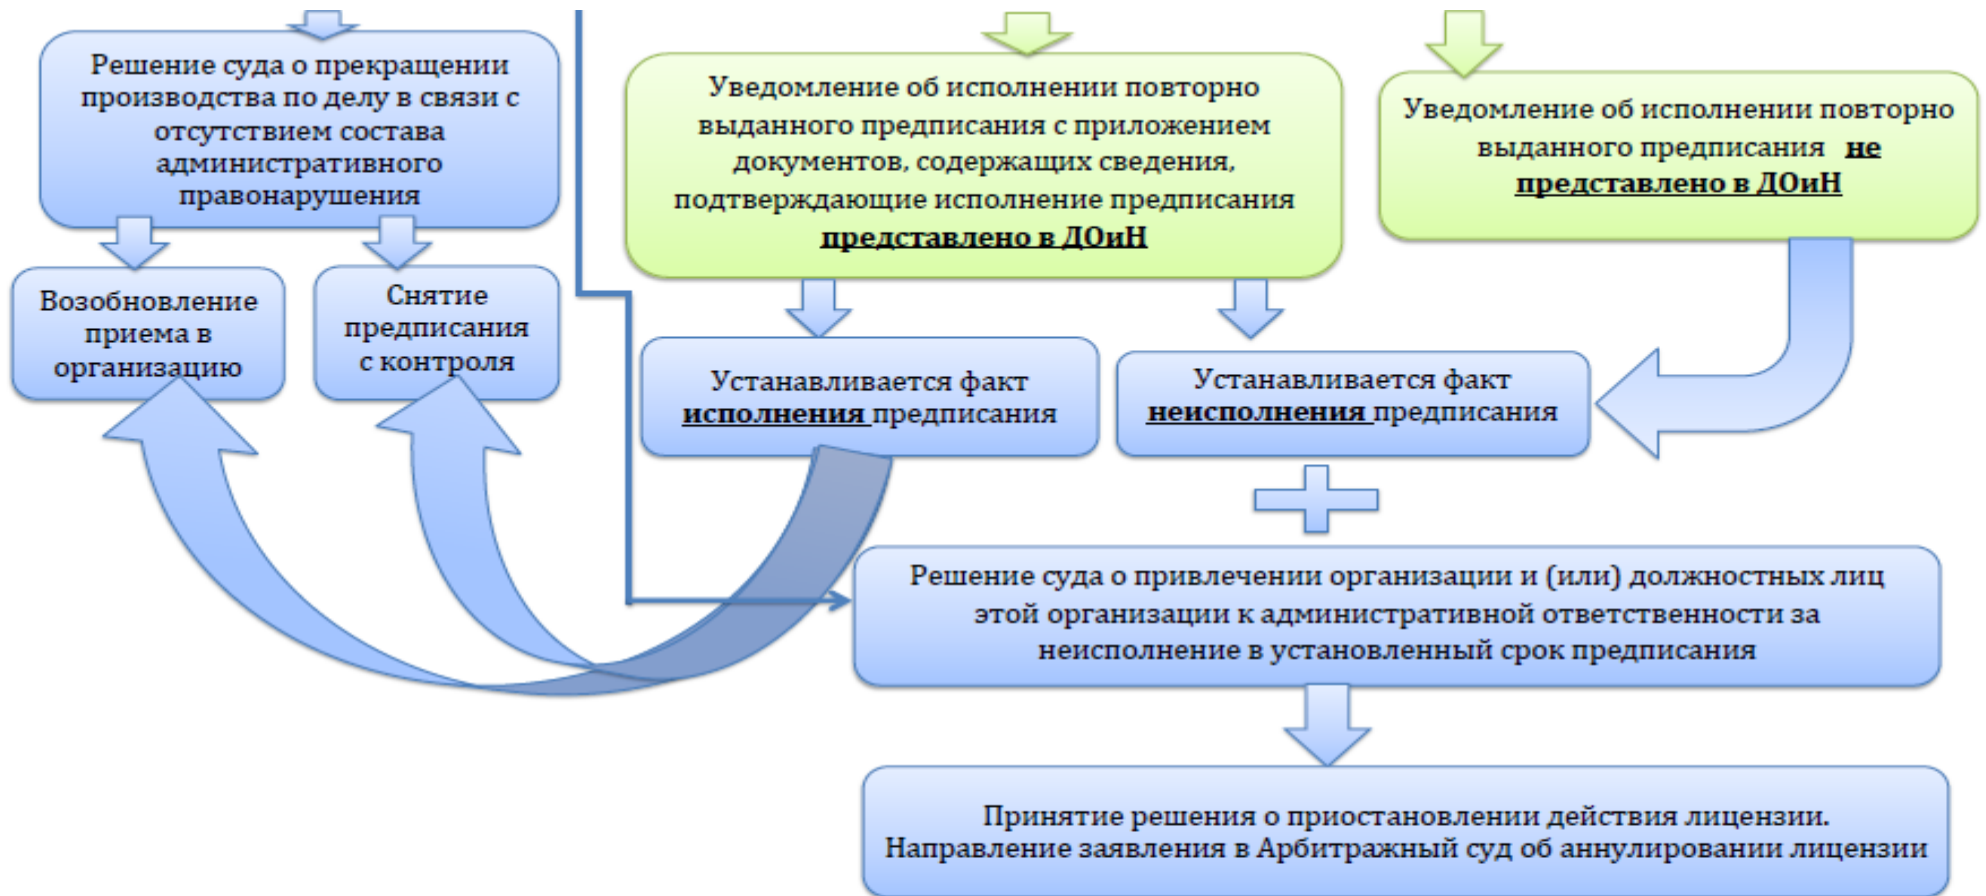 Решение суда о прекращении
производства по делу в связи с
отсутствием состава
административного
правонарушения
Уведомление об исполнении повторно
выданного предписания с приложением
документов, содержащих сведения,
подтверждающие исполнение предписания
представлено в ДОиН
Уведомление об исполнении повторно
выданного предписания не
представлено в ДОиН
Возобновление
приема в
организацию
Снятие
предписания
с контроля
Устанавливается факт
исполнения предписания
Устанавливается факт
неисполнения предписания
Решение суда о привлечении организации и (или) должностных лиц
этой организации к административной ответственности за
неисполнение в установленный срок предписания
Принятие решения о приостановлении действия лицензии.
Направление заявления в Арбитражный суд об аннулировании лицензии